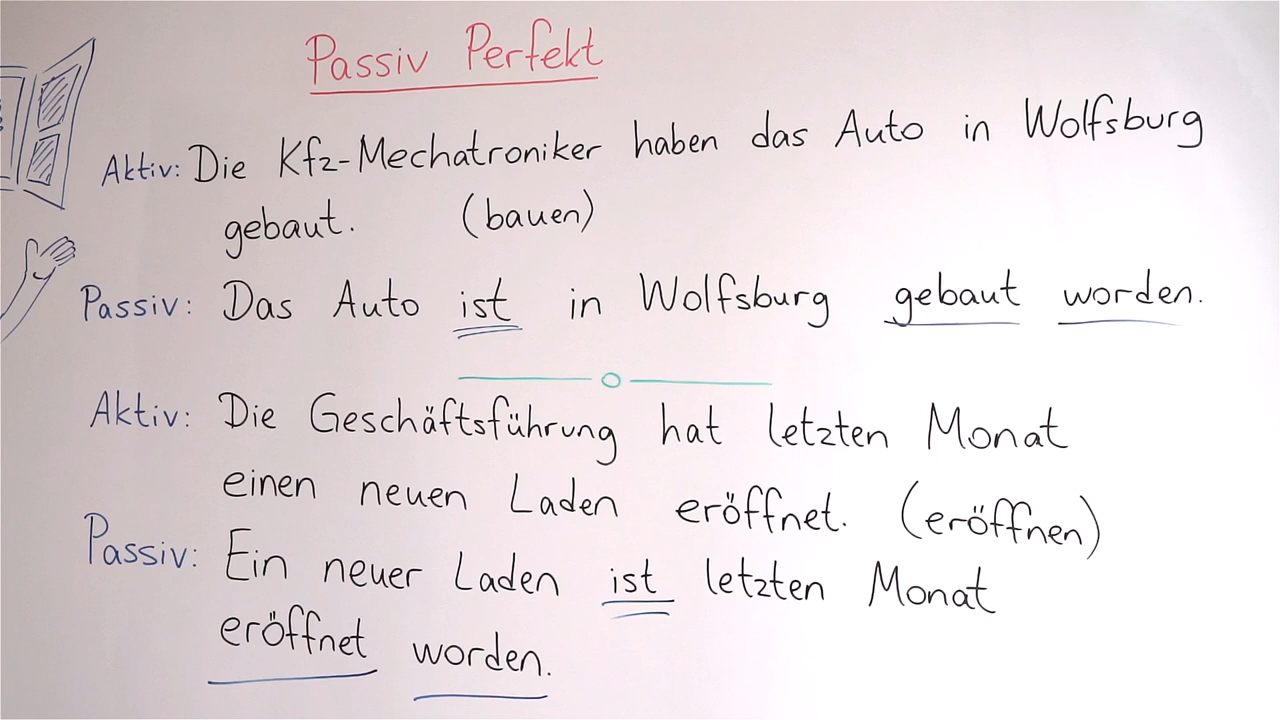 Passiv Perfekt
Aktiv: Die Kfz-Mechatroniker haben das Auto in Wolfsburg
gebaut. (bauen)
Passiv: Das Auto ist in Wolfsburg gebaut worden.
Aktiv: Die Geschäftsführung hat letzten Monat
einen neuen Laden eröffnet. (eröffnen)
Passiv: Ein neuer Laden ist letzten Monat
eröffnet worden.